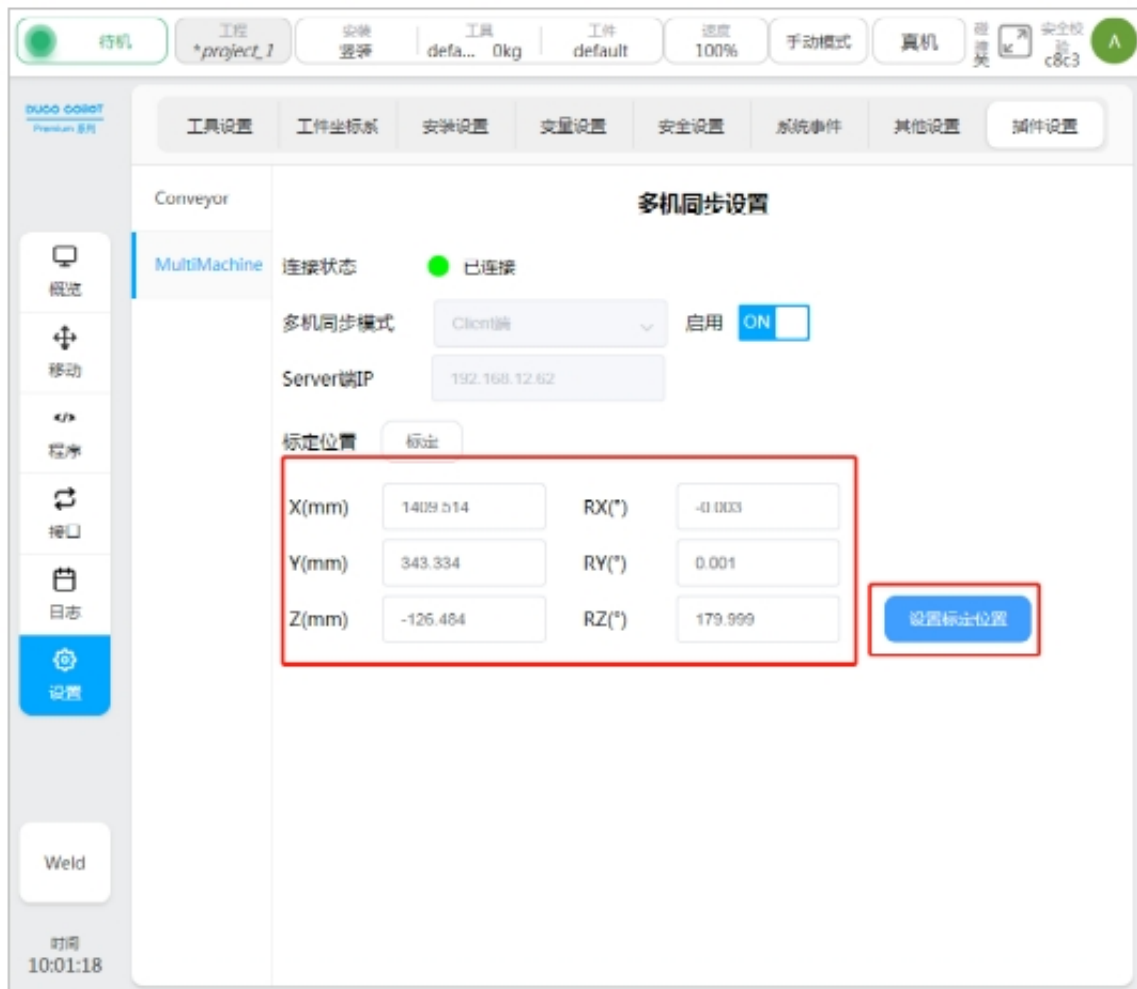 待机
工程
*project_1
安装
竖装
工具
defa... 0kg
工件
default
速度
100%
手动模式
真机
碰撞关
安全校验
c8c3
A
DUCO COBOT
Premium 系列
工具设置 工件坐标系 安装设置 变量设置 安全设置 系统事件 其他设置 插件设置
Conveyor
MultiMachine
多机同步设置
连接状态 已连接
多机同步模式 Client端 启用 ON
Server端IP 192.168.12.62
标定位置 标定
X(mm) 1409.514 RX(°) -0.003
Y(mm) 343.334 RY(°) 0.001
Z(mm) -126.484 RZ(°) 179.999
设置标定位置
概览
移动
</>
程序
接口
日志
设置
Weld
时间
10:01:18